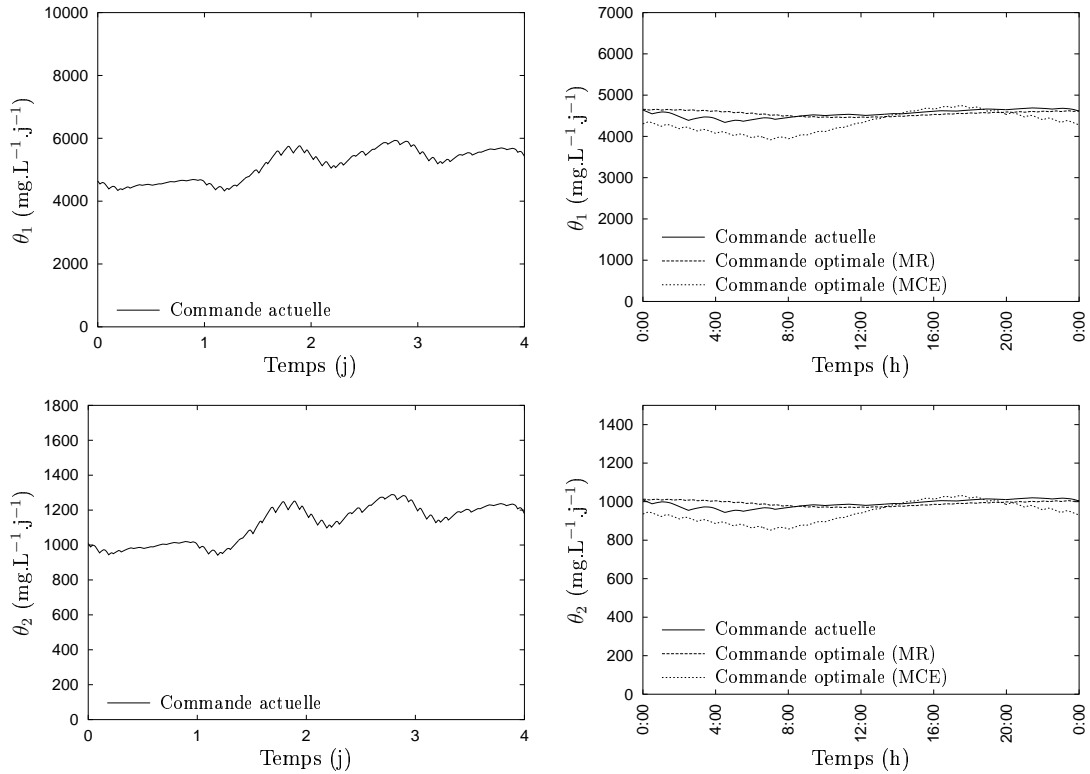 10000
8000
6000
4000
2000
0
θ₁ (mg.L⁻¹.j⁻¹)
Commande actuelle
0 1 2 3 4
Temps (j)
7000
6000
5000
4000
3000
2000
1000
0
θ₁ (mg.L⁻¹.j⁻¹)
Commande actuelle
Commande optimale (MR)
Commande optimale (MCE)
0:00 4:00 8:00 12:00 16:00 20:00 0:00
Temps (h)
1800
1600
1400
1200
1000
800
600
400
200
0
θ₂ (mg.L⁻¹.j⁻¹)
Commande actuelle
0 1 2 3 4
Temps (j)
1400
1200
1000
800
600
400
200
0
θ₂ (mg.L⁻¹.j⁻¹)
Commande actuelle
Commande optimale (MR)
Commande optimale (MCE)
0:00 4:00 8:00 12:00 16:00 20:00 0:00
Temps (h)